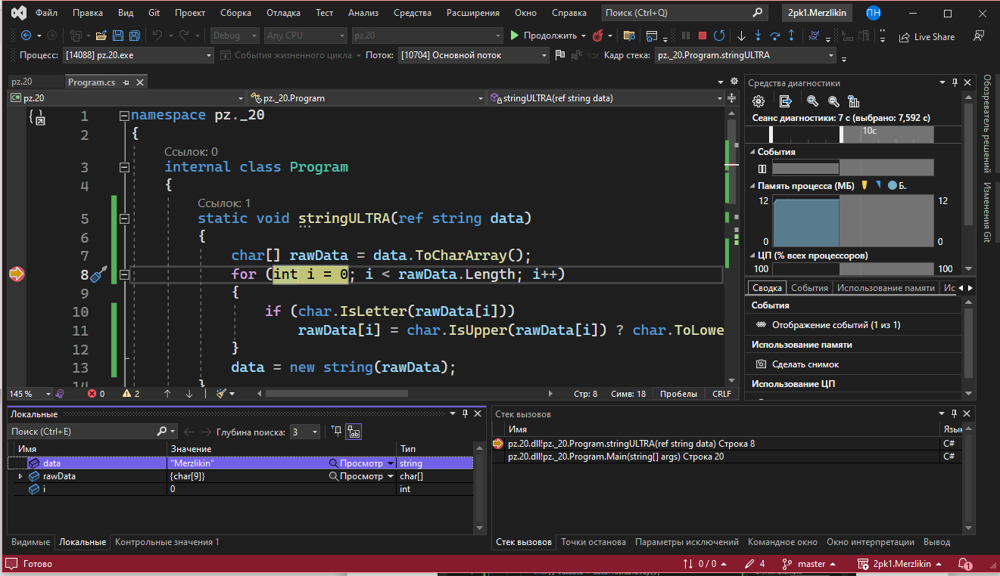 Файл Правка Вид Git Проект Сборка Отладка Тест Анализ Средства Расширения Окно Справка Поиск (Ctrl+Q) 2pk1.Merzlikin ПН
Debug Any CPU pz.20 Продолжить Live Share
Процесс: [14088] pz.20.exe События жизненного цикла Поток: [10704] Основной поток Кадр стека: pz._20.Program.stringULTRA
pz.20 Program.cs
C# pz.20 pz._20.Program stringULTRA(ref string data)
1 namespace pz._20
2 {
Ссылок: 0
3 internal class Program
4 {
Ссылок: 1
5 static void stringULTRA(ref string data)
6 {
7 char[] rawData = data.ToCharArray();
8 for (int i = 0; i < rawData.Length; i++)
9 {
10 if (char.IsLetter(rawData[i]))
11 rawData[i] = char.IsUpper(rawData[i]) ? char.ToLowe
12 }
13 data = new string(rawData);
14 }
145 % 0 2 Стр: 8 Симв: 18 Пробелы CRLF
Средства диагностики
Сеанс диагностики: 7 с (выбрано: 7,592 с)
10с
События
Память процесса (МБ) Б..
12 12
0 0
ЦП (% всех процессоров)
100 100
Сводка События Использование памяти Ис
События
Отображение событий (1 из 1)
Использование памяти
Сделать снимок
Использование ЦП
Обозреватель решений
Изменения Git
Локальные
Поиск (Ctrl+E) Глубина поиска: 3
Имя Значение Тип
data "Merzlikin" Просмотр string
rawData {char[9]} Просмотр char[]
i 0 int
Видимые Локальные Контрольные значения 1
Стек вызовов
Имя Язык
pz.20.dll!pz._20.Program.stringULTRA(ref string data) Строка 8 C#
pz.20.dll!pz._20.Program.Main(string[] args) Строка 20 C#
Стек вызовов Точки останова Параметры исключений Командное окно Окно интерпретации Вывод
Готово 0 / 0 4 master 2pk1.Merzlikin 1